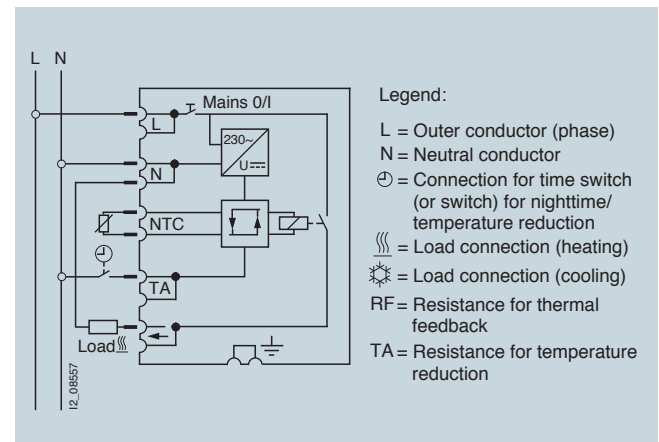 L N
Mains 0/I
L
230~
U
N
NTC
TA
Load
I2_08557
Legend:
L = Outer conductor (phase)
N = Neutral conductor
= Connection for time switch
(or switch) for nighttime/
temperature reduction
= Load connection (heating)
= Load connection (cooling)
RF = Resistance for thermal
feedback
TA = Resistance for temperature
reduction